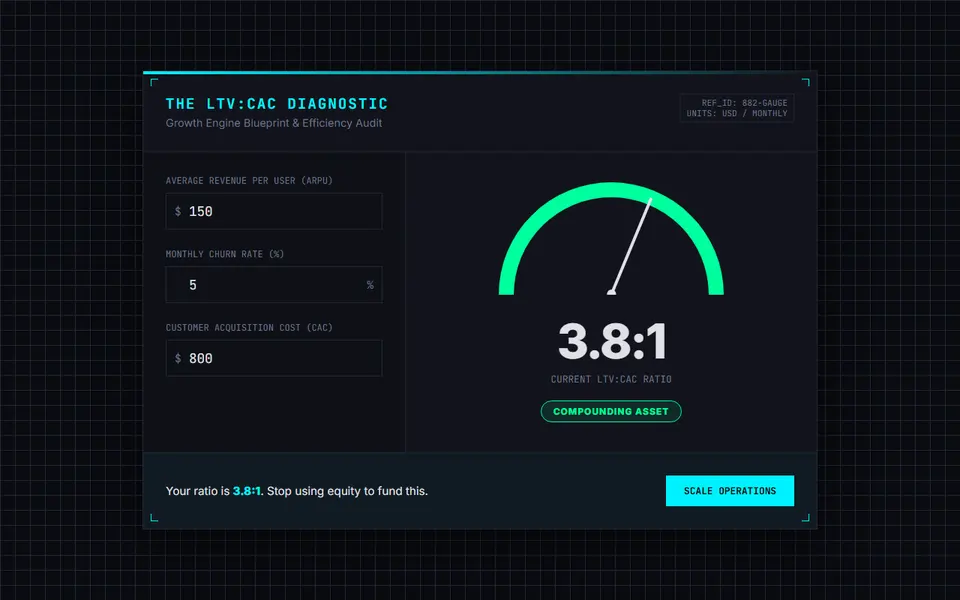 THE LTV:CAC DIAGNOSTIC
Growth Engine Blueprint & Efficiency Audit
REF_ID: 882-GAUGE
UNITS: USD / MONTHLY
AVERAGE REVENUE PER USER (ARPU)
$ 150
MONTHLY CHURN RATE (%)
5 %
CUSTOMER ACQUISITION COST (CAC)
$ 800
3.8:1
CURRENT LTV:CAC RATIO
COMPOUNDING ASSET
Your ratio is 3.8:1. Stop using equity to fund this.
SCALE OPERATIONS